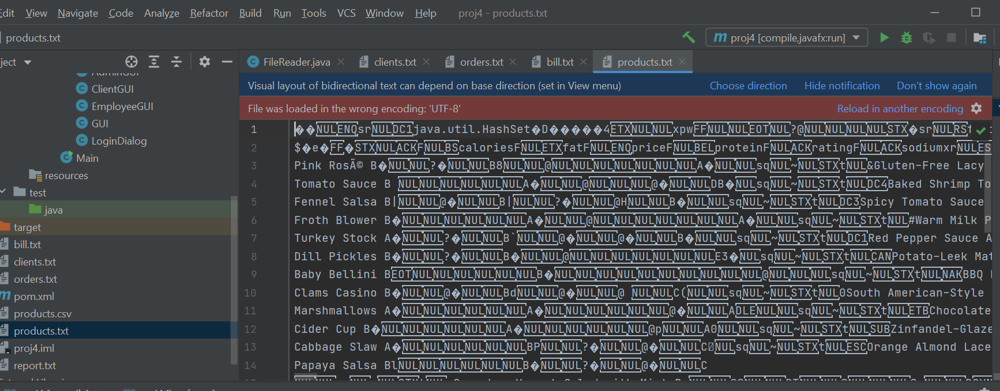 Edit View Navigate Code Analyze Refactor Build Run Tools VCS Window Help proj4 - products.txt
products.txt
proj4 [compile,javafx:run]
ject
FileReader.java clients.txt orders.txt bill.txt products.txt
AdminGUI
ClientGUI
EmployeeGUI
GUI
LoginDialog
Main
resources
test
java
target
bill.txt
clients.txt
orders.txt
pom.xml
products.csv
products.txt
proj4.iml
report.txt
Visual layout of bidirectional text can depend on base direction (set in View menu) Choose direction Hide notification Don't show again
File was loaded in the wrong encoding: 'UTF-8' Reload in another encoding
1 ��NULENQsrNULDC1java.util.HashSet�D�����4ETXNULNULxpwFFNULNULEOTNUL?@NULNULNULNULSTX�srNULRS
2 $�e�FF�STXNULACKFNULBScaloriesFNULETXfatFNULENQpriceFNULBELproteinFNULACKratingFNULACKsodiumxrNULES
3 Pink RosÃ© B�NULNUL?�NULNULB8NULNUL@NULNULNULNULNULNULNULA�NULNULsqNUL~NULSTXtNUL&Gluten-Free Lacy
4 Tomato Sauce B NULNULNULNULNULNULA�NULNUL@NULNULNUL@�NULNULDB�NULsqNUL~NULSTXtNULDC4Baked Shrimp To
5 Fennel Salsa B|NULNUL@�NULNULB|NULNUL?�NULNUL@HNULNULB�NULNULsqNUL~NULSTXtNULDC3Spicy Tomato Sauce
6 Froth Blower B�NULNULNULNULNULNULA�NULNUL@NULNULNULNULNULNULNULA�NULNULsqNUL~NULSTXtNUL#Warm Milk P
7 Turkey Stock A�NULNUL?�NULNULB`NULNUL@�NULNUL@�NULNULB�NULNULsqNUL~NULSTXtNULDC1Red Pepper Sauce A
8 Dill Pickles B�NULNUL?�NULNULB�NULNUL@NULNULNULNULNULNULNULE3�NULsqNUL~NULSTXtNULCANPotato-Leek Mat
9 Baby Bellini BEOTNULNULNULNULNULNULB�NULNULNULNULNULNULNULNULNULNUL@NULNULNULsqNUL~NULSTXtNULNAKBBQ
10 Clams Casino B�NULNUL@�NULNULBdNULNUL@�NULNUL@ NULNULC(NULNULsqNUL~NULSTXtNUL0South American-Style
11 Marshmallows A�NULNULNULNULNULNULA�NULNULNULNULNULNUL@�NULNULADLENULNULsqNUL~NULSTXtNULETBChocolate
12 Cider Cup B�NULNULNULNULNULNULA�NULNULNULNULNULNUL@pNULNULA0NULNULsqNUL~NULSTXtNULSUBZinfandel-Glaze
13 Cabbage Slaw A�NULNULNULNULNULNULBPNULNUL?�NULNUL@�NULNULC NULsqNUL~NULSTXtNULESCOrange Almond Lace
14 Papaya Salsa BlNULNULNULNULNULNULB�NULNUL?�NULNUL@�NULNULC